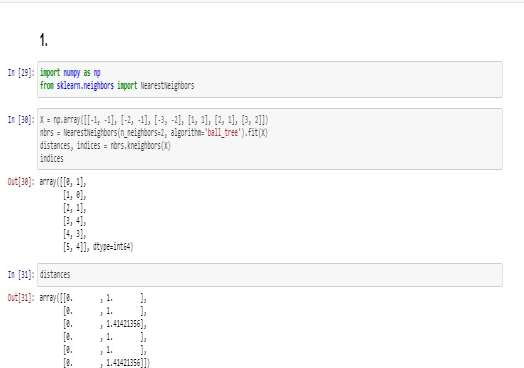 1.
In [29]: import numpy as np
from sklearn.neighbors import NearestNeighbors
In [30]: X = np.array([[-1, -1], [-2, -1], [-3, -2], [1, 1], [2, 1], [3, 2]])
nbrs = NearestNeighbors(n_neighbors=2, algorithm='ball_tree').fit(X)
distances, indices = nbrs.kneighbors(X)
indices
Out[30]: array([[0, 1],
[1, 0],
[2, 1],
[3, 4],
[4, 3],
[5, 4]], dtype=int64)
In [31]: distances
Out[31]: array([[0.        , 1.        ],
[0.        , 1.        ],
[0.        , 1.41421356],
[0.        , 1.        ],
[0.        , 1.        ],
[0.        , 1.41421356]])